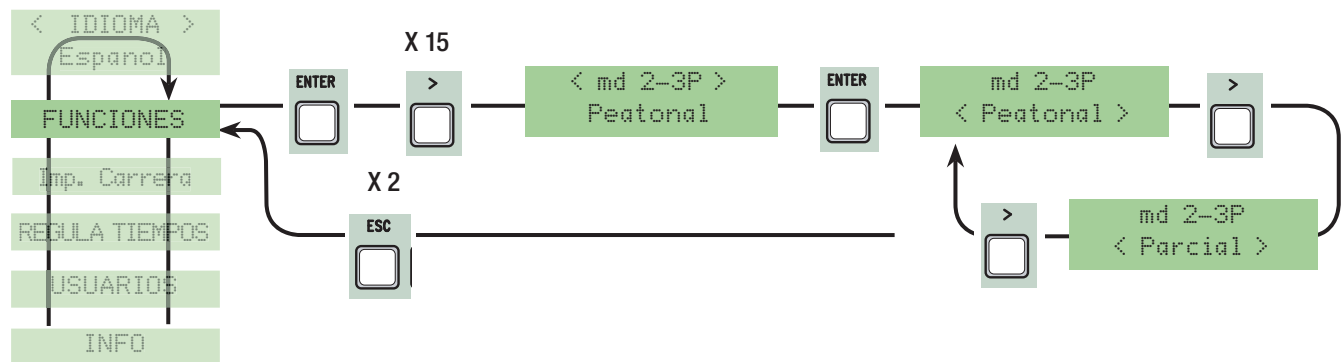 < IDIOMA >
Espanol
FUNCIONES
Imp. Carrera
REGULA TIEMPOS
USUARIOS
INFO
ENTER
X 15
>
< md 2-3P >
Peatonal
ENTER
md 2-3P
< Peatonal >
>
md 2-3P
< Parcial >
>
X 2
ESC